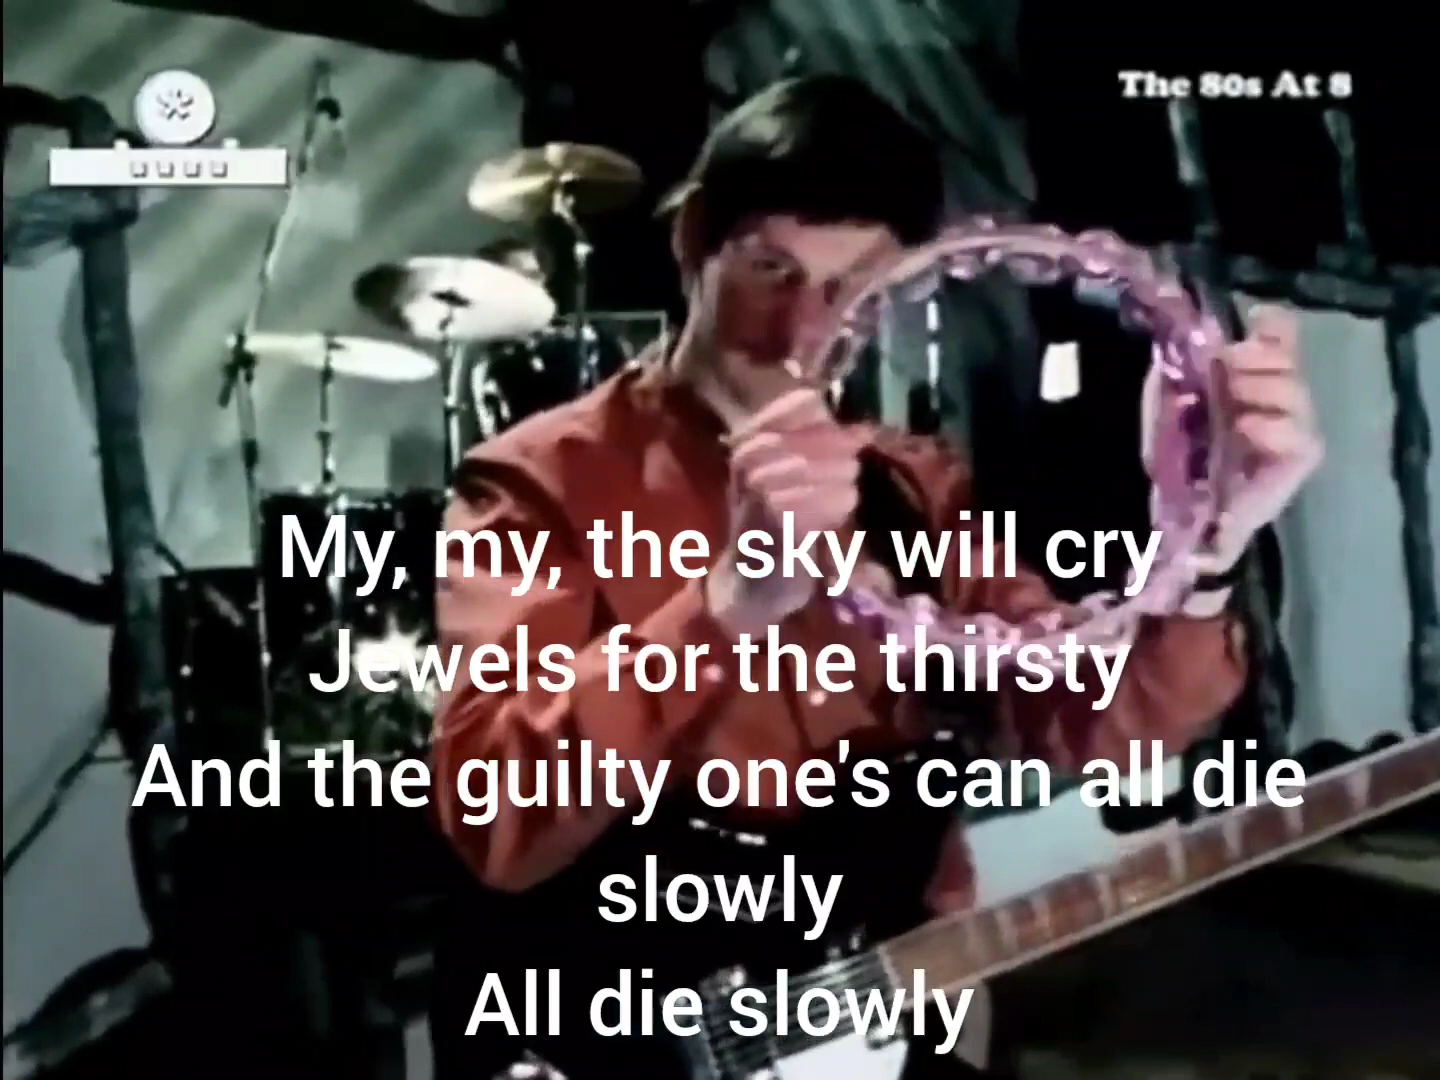 The 80s At 8
My, my, the sky will cry
Jewels for the thirsty
And the guilty one's can all die
slowly
All die slowly